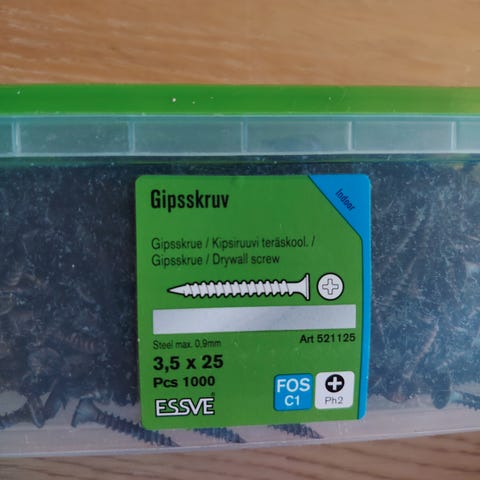 Gipsskruv
Indoor
Gipsskrue / Kipsiruuvi teräskool. /
Gipsskrue / Drywall screw
Steel max. 0,9mm
Art 521125
3,5 x 25
Pcs 1000
ESSVE
FOS
C1
Ph2